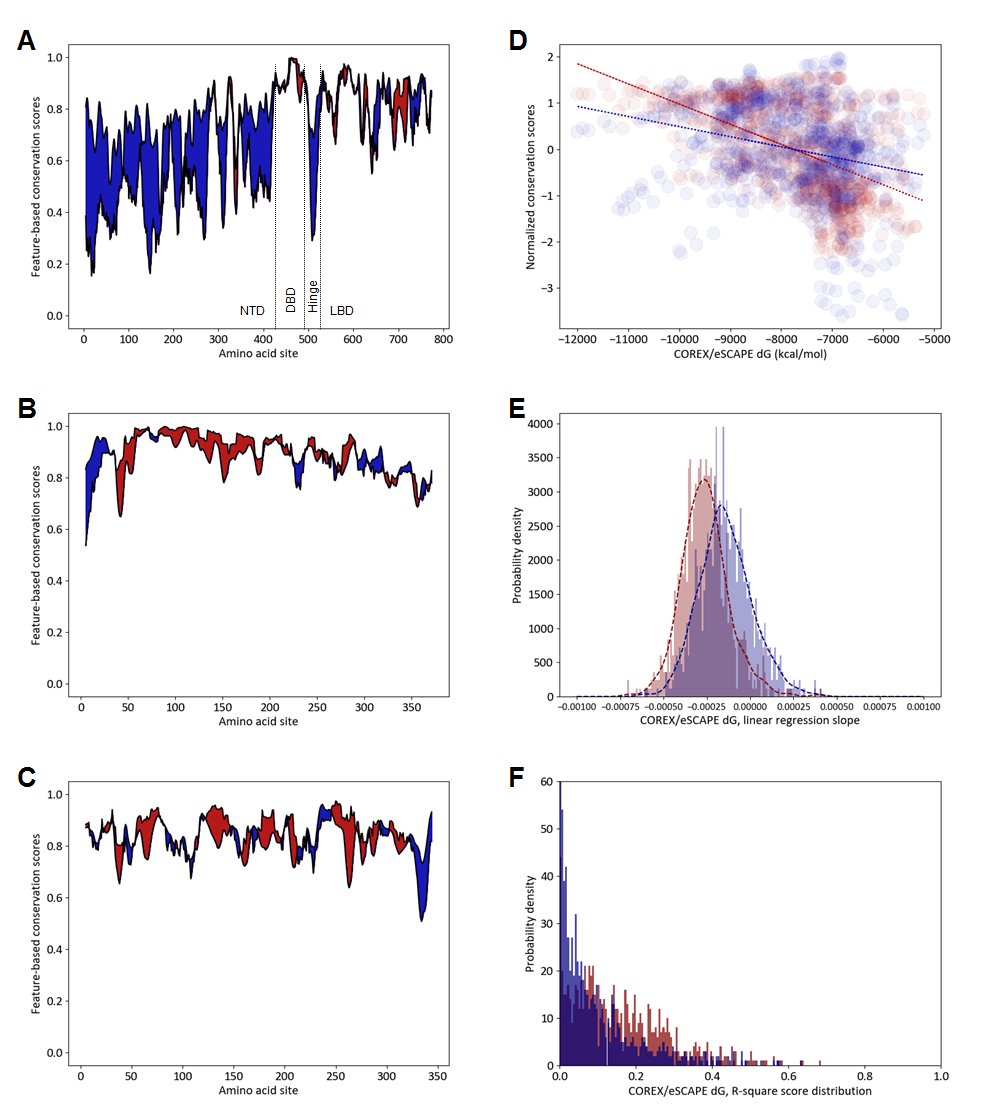 A
1.0
0.8
0.6
0.4
0.2
0.0
Feature-based conservation scores
NTD
DBD
Hinge
LBD
0 100 200 300 400 500 600 700 800
Amino acid site
D
2
1
0
−1
−2
−3
Normalized conservation scores
−12000 −11000 −10000 −9000 −8000 −7000 −6000 −5000
COREX/eSCAPE dG (kcal/mol)
B
1.0
0.8
0.6
0.4
0.2
0.0
Feature-based conservation scores
0 50 100 150 200 250 300 350
Amino acid site
E
4000
3500
3000
2500
2000
1500
1000
500
0
Probability density
−0.00100 −0.00075 −0.00050 −0.00025 0.00000 0.00025 0.00050 0.00075 0.00100
COREX/eSCAPE dG, linear regression slope
C
1.0
0.8
0.6
0.4
0.2
0.0
Feature-based conservation scores
0 50 100 150 200 250 300 350
Amino acid site
F
60
50
40
30
20
10
0
Probability density
0.0 0.2 0.4 0.6 0.8 1.0
COREX/eSCAPE dG, R-square score distribution